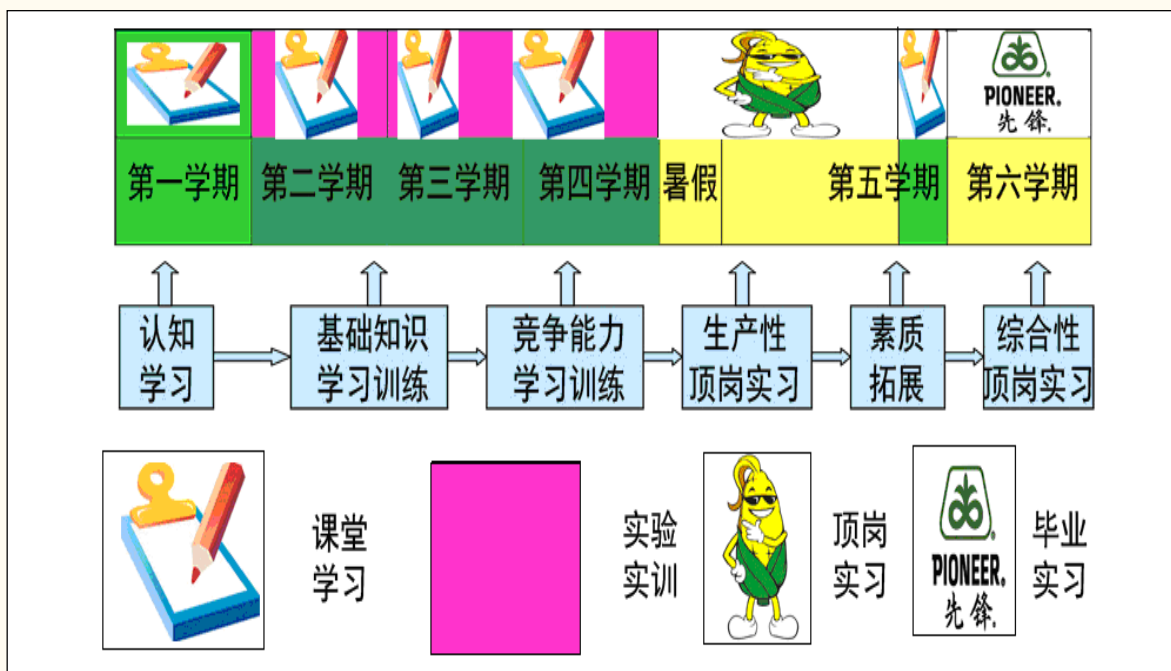 PIONEER.
先锋.
第一学期 第二学期 第三学期 第四学期 暑假 第五学期 第六学期
认知
学习
基础知识
学习训练
竞争能力
学习训练
生产性
顶岗实习
素质
拓展
综合性
顶岗实习
课堂
学习
实验
实训
顶岗
实习
PIONEER.
先锋.
毕业
实习